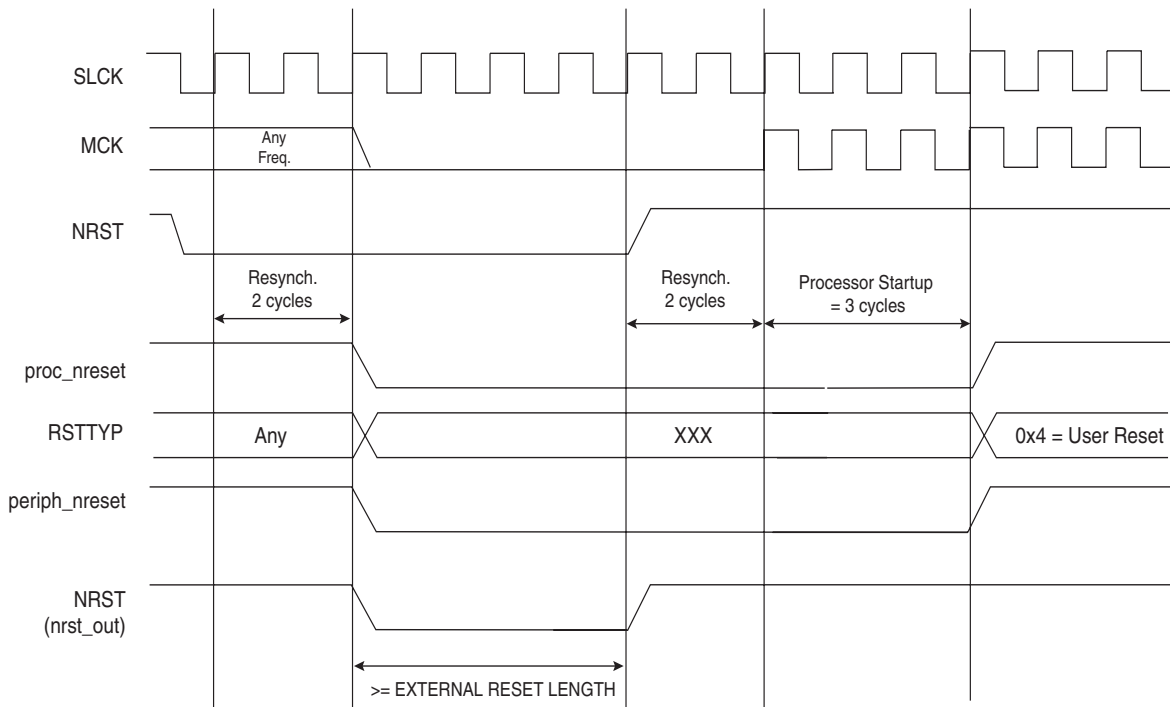 SLCK
MCK
Any
Freq.
NRST
Resynch.
2 cycles
Resynch.
2 cycles
Processor Startup
= 3 cycles
proc_nreset
RSTTYP
Any
XXX
0x4 = User Reset
periph_nreset
NRST
(nrst_out)
>= EXTERNAL RESET LENGTH